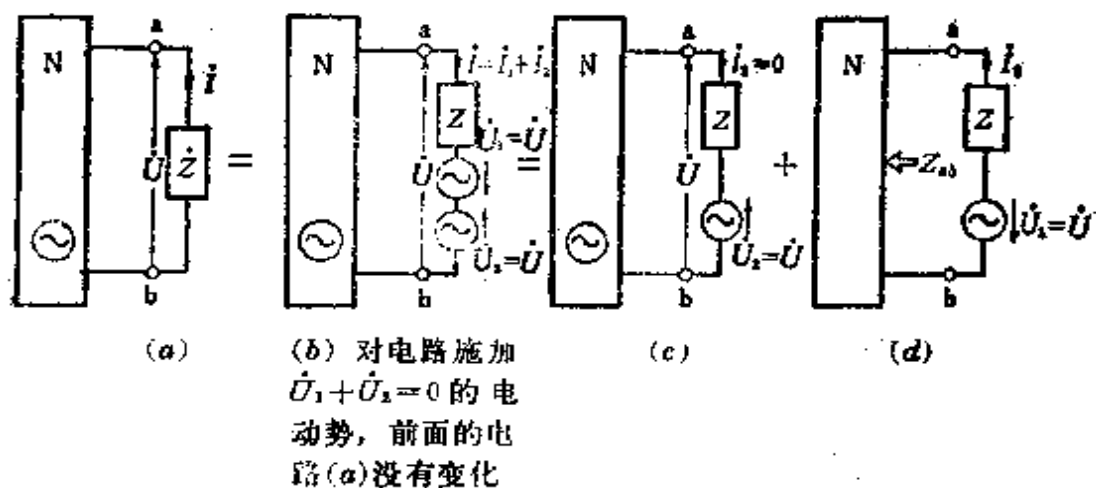 a
N
İ
U̇
Ż
b
=
a
N
İ=İ₁+İ₂
Z
U̇₁=U̇
U̇
U̇₂=U̇
b
=
a
N
İ₁=0
Z
U̇
U̇₂=U̇
b
+
a
N
İ₂
Z
⇐Z_ab
U̇₁=U̇
b
(a)
(b) 对电路施加
U̇₁+U̇₂=0 的 电
动势, 前面的电
路(a)没有变化
(c)
(d)